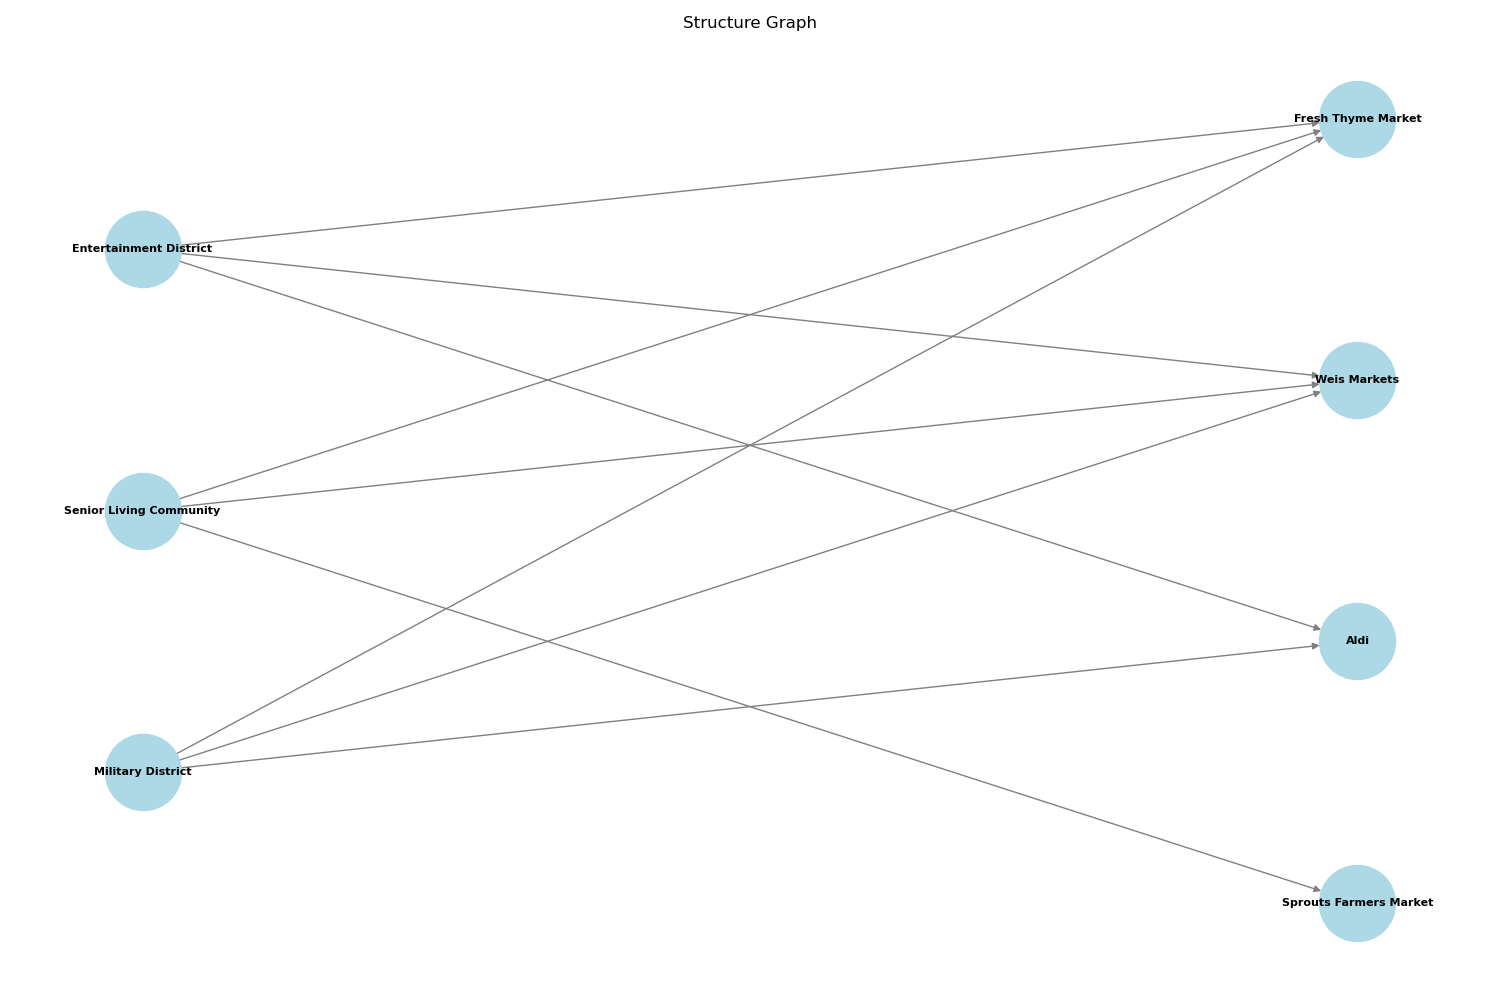 Structure Graph
Fresh Thyme Market
Entertainment District
Weis Markets
Senior Living Community
Aldi
Military District
Sprouts Farmers Market